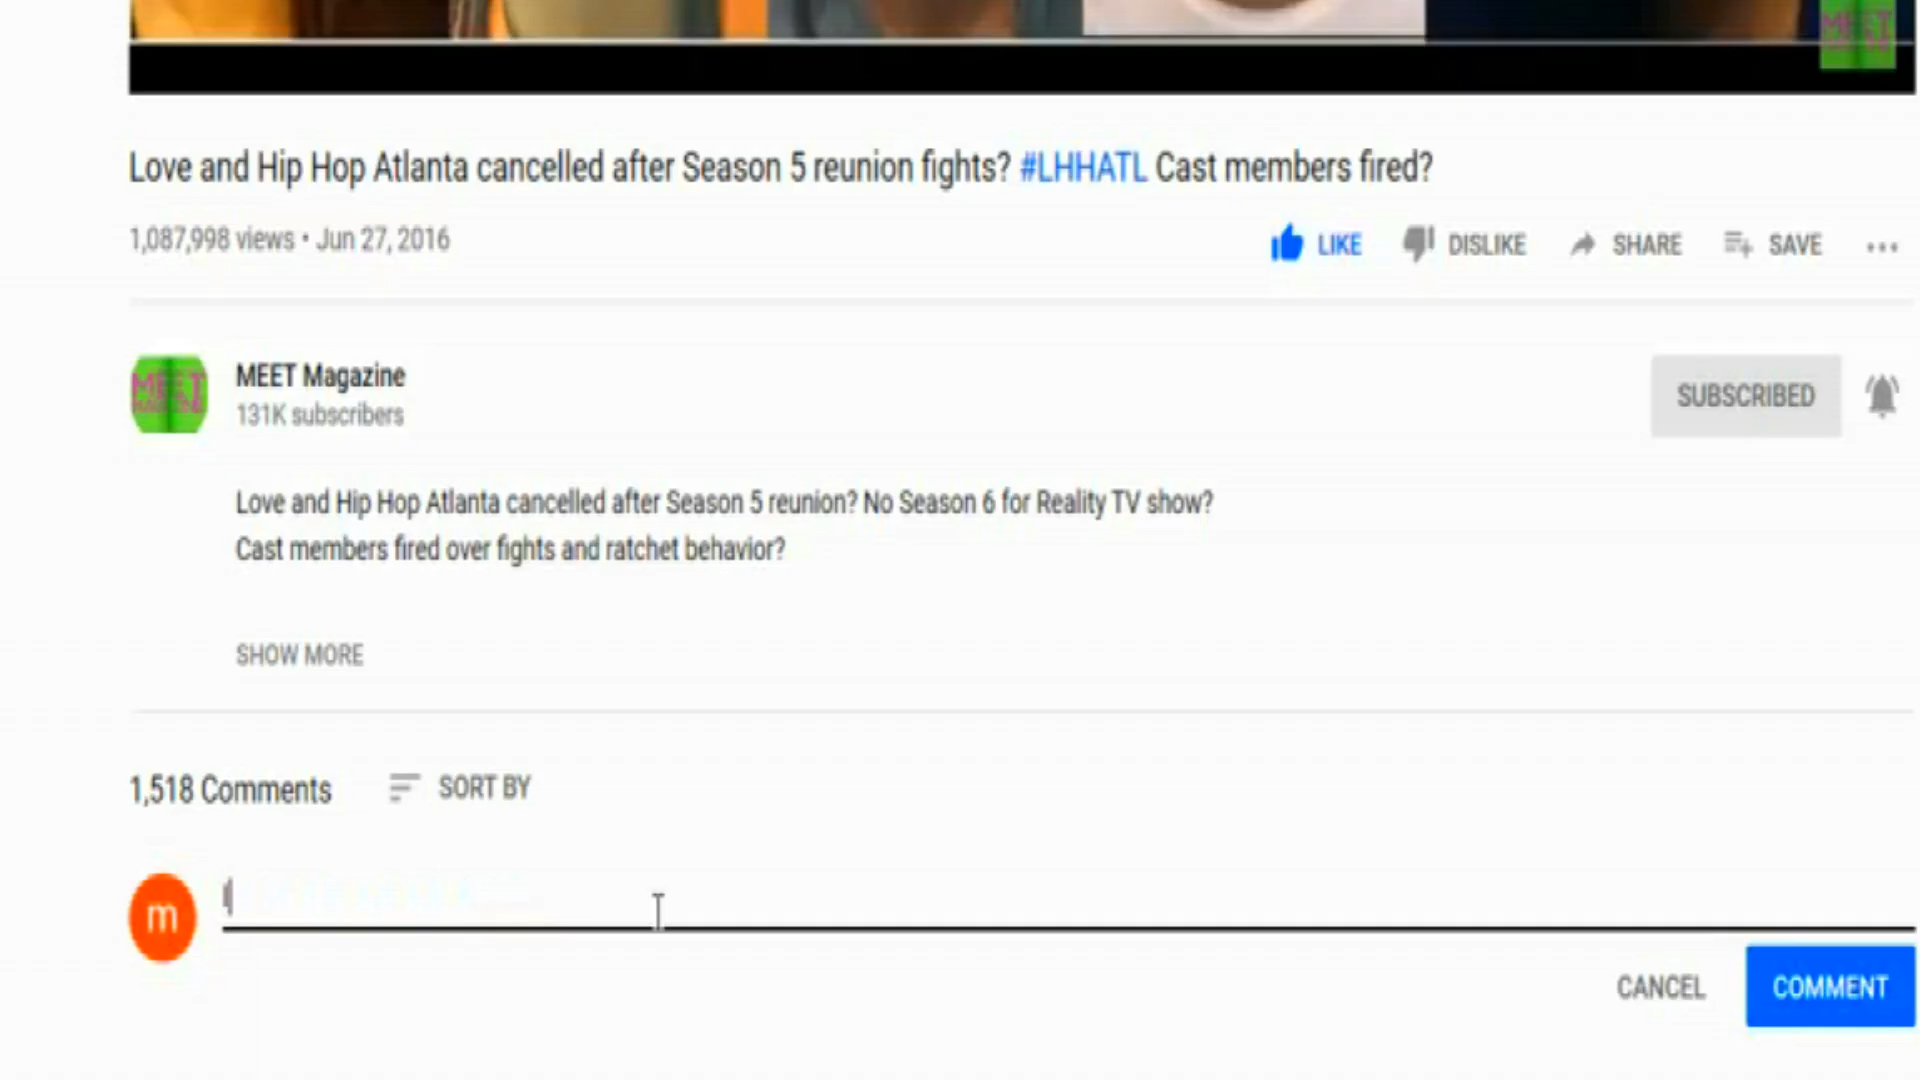 MEET
Love and Hip Hop Atlanta cancelled after Season 5 reunion fights? #LHHATL Cast members fired?
1,087,998 views • Jun 27, 2016
LIKE DISLIKE SHARE SAVE
MEET
MEET Magazine
131K subscribers
SUBSCRIBED
Love and Hip Hop Atlanta cancelled after Season 5 reunion? No Season 6 for Reality TV show?
Cast members fired over fights and ratchet behavior?
SHOW MORE
1,518 Comments SORT BY
m
CANCEL COMMENT